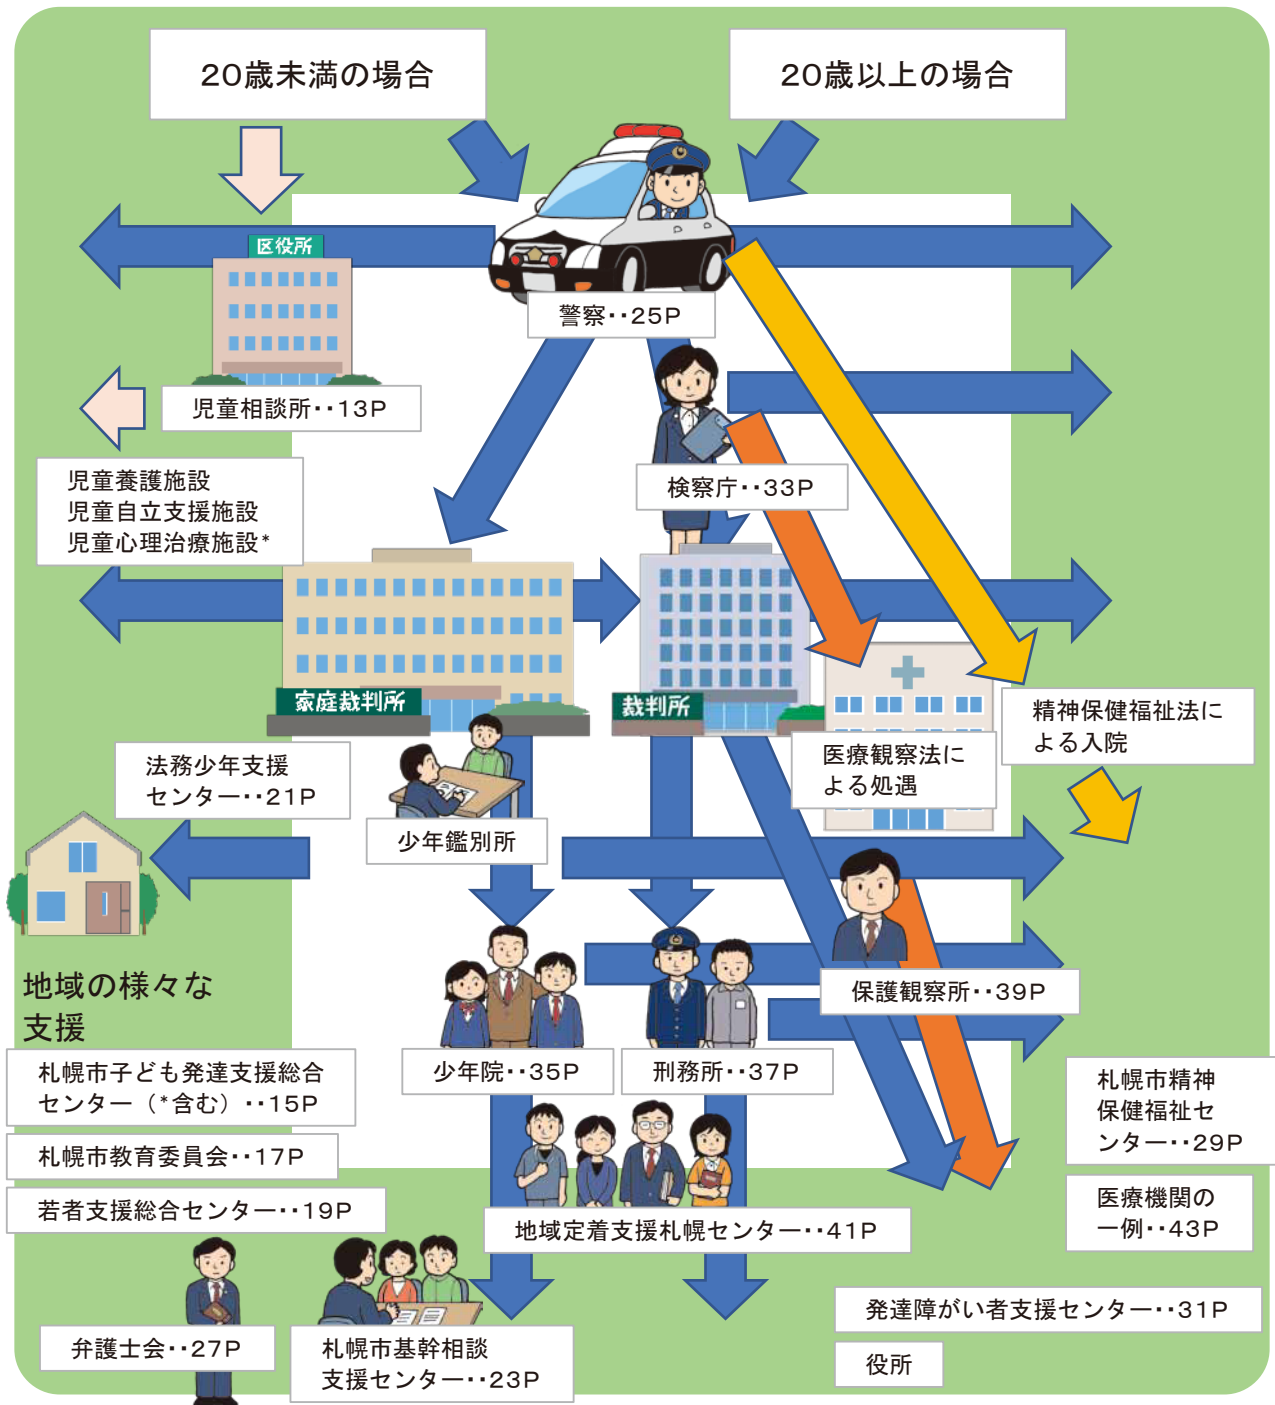 20歳未満の場合
20歳以上の場合
区役所
警察‥25P
児童相談所‥13P
児童養護施設
児童自立支援施設
児童心理治療施設*
検察庁‥33P
家庭裁判所
裁判所
精神保健福祉法に
よる入院
医療観察法に
よる処遇
法務少年支援
センター‥21P
少年鑑別所
地域の様々な
支援
保護観察所‥39P
少年院‥35P
刑務所‥37P
札幌市子ども発達支援総合
センター（*含む）‥15P
札幌市教育委員会‥17P
若者支援総合センター‥19P
札幌市精神
保健福祉セ
ンター‥29P
医療機関の
一例‥43P
地域定着支援札幌センター‥41P
弁護士会‥27P
札幌市基幹相談
支援センター‥23P
発達障がい者支援センター‥31P
役所